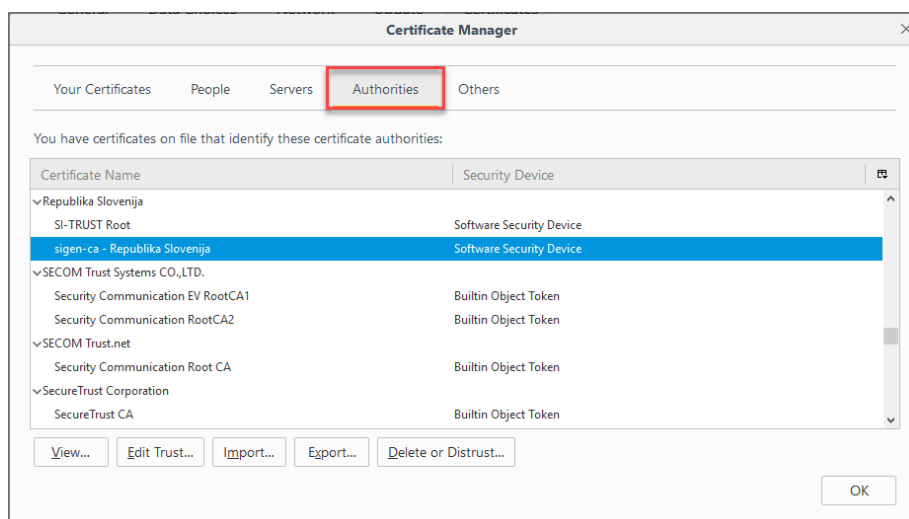 Certificate Manager
Your Certificates People Servers Authorities Others
You have certificates on file that identify these certificate authorities:
Certificate Name Security Device
Republika Slovenija
SI-TRUST Root Software Security Device
sigen-ca - Republika Slovenija Software Security Device
SECOM Trust Systems CO.,LTD.
Security Communication EV RootCA1 Builtin Object Token
Security Communication RootCA2 Builtin Object Token
SECOM Trust.net
Security Communication Root CA Builtin Object Token
SecureTrust Corporation
SecureTrust CA Builtin Object Token
View... Edit Trust... Import... Export... Delete or Distrust...
OK